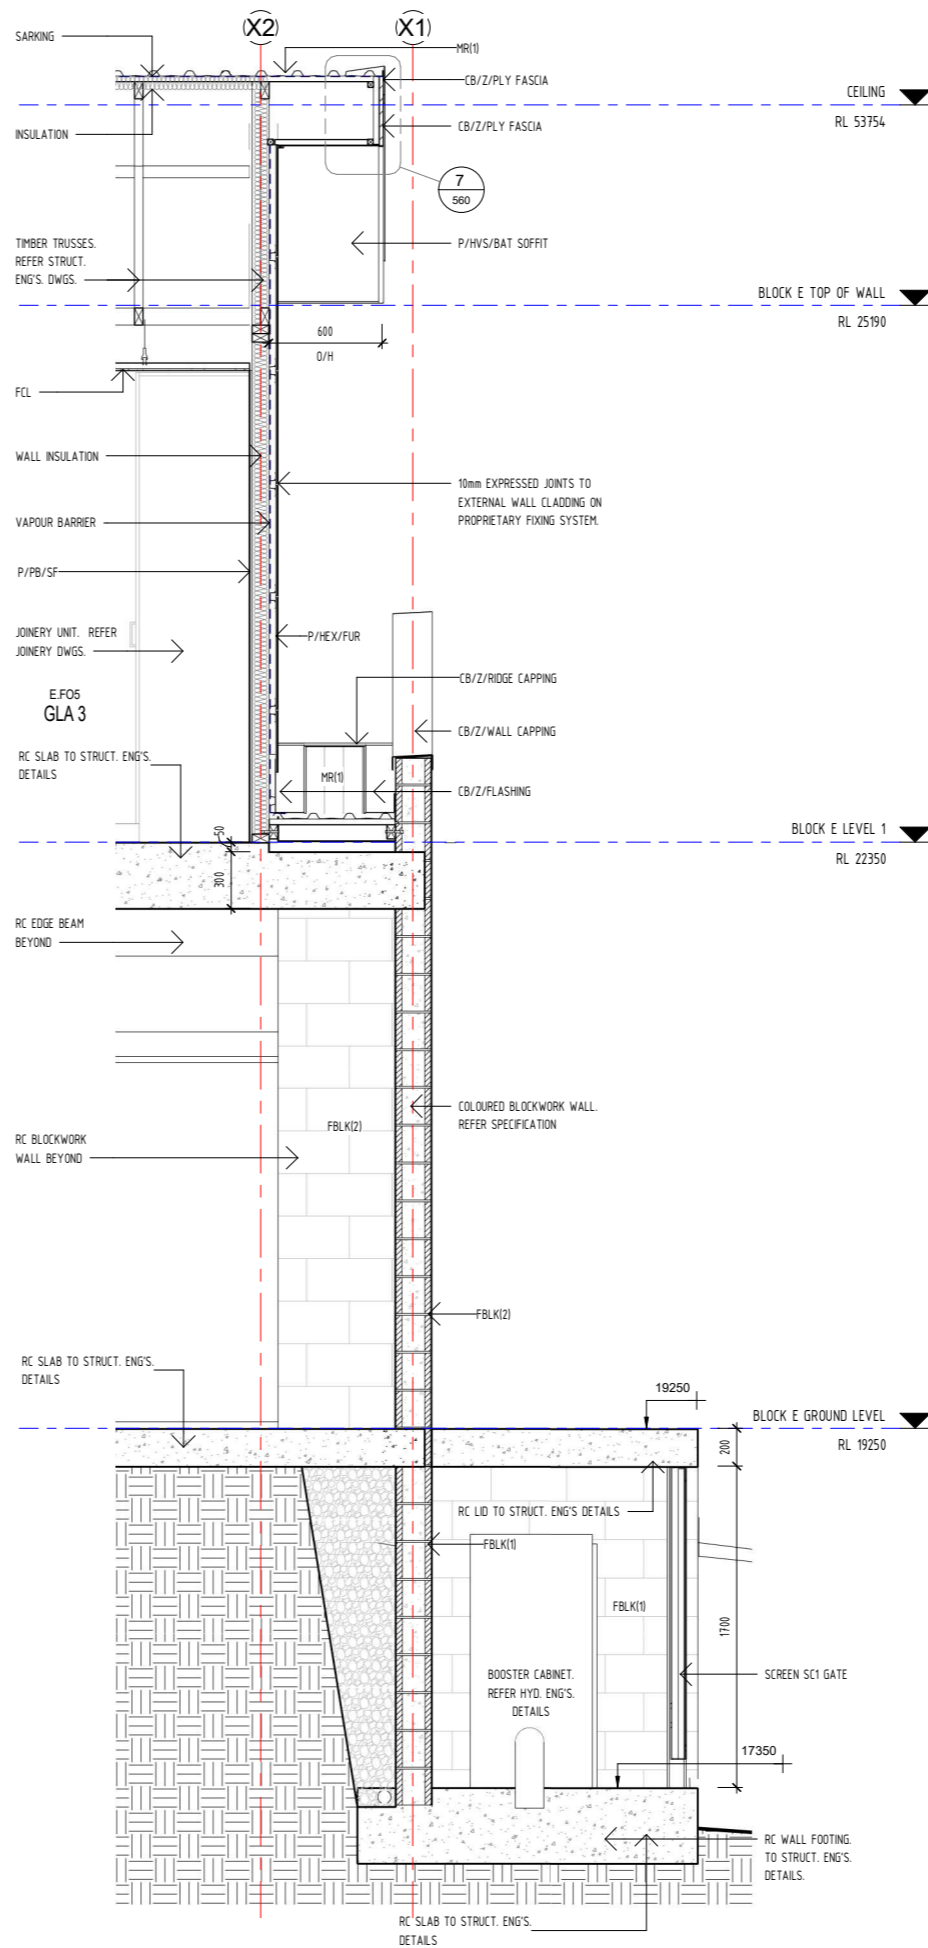 (X2)
(X1)
SARKING
MR(1)
CB/Z/PLY FASCIA
CEILING
RL 53754
INSULATION
CB/Z/PLY FASCIA
7
560
TIMBER TRUSSES.
REFER STRUCT.
ENG'S. DWGS.
P/HVS/BAT SOFFIT
BLOCK E TOP OF WALL
RL 25190
600
O/H
FCL
WALL INSULATION
10mm EXPRESSED JOINTS TO
EXTERNAL WALL CLADDING ON
PROPRIETARY FIXING SYSTEM.
VAPOUR BARRIER
P/PB/SF
JOINERY UNIT. REFER
JOINERY DWGS.
P/HEX/FUR
E.FO5
GLA 3
CB/Z/RIDGE CAPPING
CB/Z/WALL CAPPING
RC SLAB TO STRUCT. ENG'S.
DETAILS
MR(1)
CB/Z/FLASHING
50
BLOCK E LEVEL 1
RL 22350
300
RC EDGE BEAM
BEYOND
COLOURED BLOCKWORK WALL.
REFER SPECIFICATION
FBLK(2)
RC BLOCKWORK
WALL BEYOND
FBLK(2)
RC SLAB TO STRUCT. ENG'S.
DETAILS
19250
BLOCK E GROUND LEVEL
RL 19250
200
RC LID TO STRUCT. ENG'S DETAILS
FBLK(1)
FBLK(1)
1700
BOOSTER CABINET.
REFER HYD. ENG'S.
DETAILS
SCREEN SC1 GATE
17350
RC WALL FOOTING.
TO STRUCT. ENG'S.
DETAILS.
RC SLAB TO STRUCT. ENG'S.
DETAILS